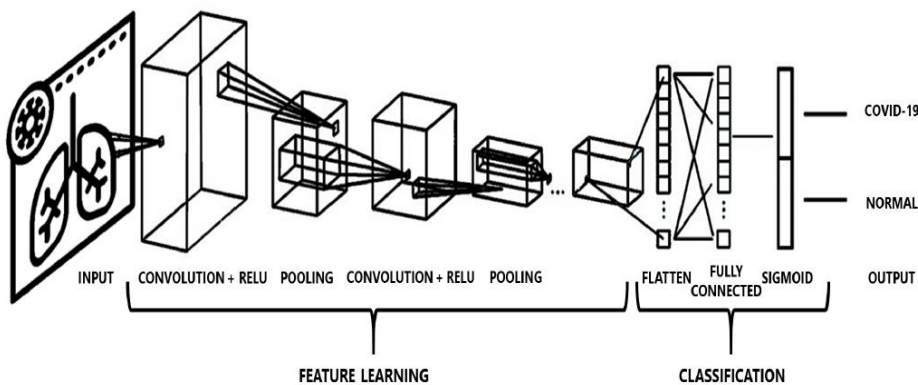 COVID-19
NORMAL
INPUT CONVOLUTION + RELU POOLING CONVOLUTION + RELU POOLING FLATTEN FULLY CONNECTED SIGMOID OUTPUT
FEATURE LEARNING CLASSIFICATION